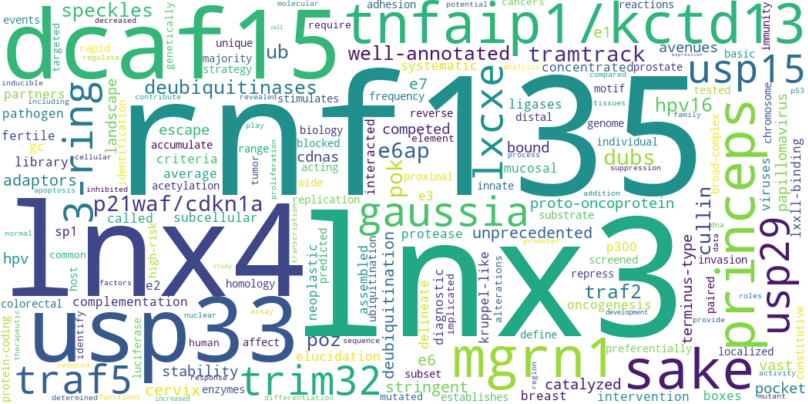 dcaf15
tnfaip1/kctd13
rnf135
lnx4
lnx3
usp33
usp15
usp29
princeps
sake
mgrn1
trim32
traf5
gaussia
lxcxe
3-ring
p21waf/cdkn1a
speckles
events
targeted
decreased
regulate
rapid
strategy
genetically
molecular
unique
majority
require
ub
adhesion
potential
cancers
reactions
e1
immunity
cell
well-annotated
tramtrack
systematic
concentrated
prostate
avenues
basic
analysis
compared
expression
inducible
including
partners
pathogen
fertile
gc
library
adaptors
landscape
identification
deubiquitinases
contribute
revealed
stimulates
escape
accumulate
criteria
average
acetylation
play
range
tumor
proliferation
frequency
biology
blocked
cdnas
acting
wide
e7
reverse
competed
element
e6ap
interacted
pok
proximal
e3
ligases
distal
process
bound
innate
motif
genome
individual
mucosal
tissues
family
dubs
addition
suppression
hpv16
tested
broad-complex
chromosome
p53
viruses
papillomavirus
lxxll-binding
cellular
apoptosis
inhibited
called
subcellular
replication
proto-oncoprotein
substrate
cullin
normal
sp1
predicted
protease
unprecedented
p300
screened
invasion
terminus-type
paired
data
dna
hpv
host
common
high-risk
e2
factors
study
homology
transcription
neoplastic
assembled
ubiquitination
deubiquitination
delineate
diagnostic
implicated
kruppel-like
alterations
promoter
repress
oncogenesis
traf2
localized
roles
provide
colorectal
complementation
nuclear
assay
define
development
preferentially
vast
activity
constitutive
protein-coding
therapeutic
identify
luciferase
human
affect
poz
sequence
elucidation
e6
stability
reduced
response
cervix
enzymes
determined
functions
increased
differentiation
subset
stringent
mutated
establishes
catalyzed
region
breast
intervention
boxes
pocket
mutant